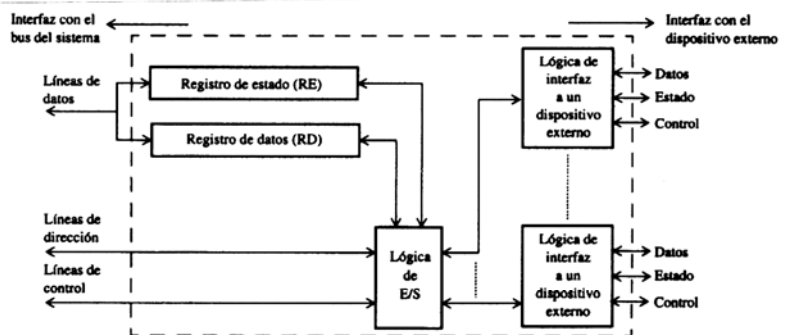 Interfaz con el
bus del sistema
Interfaz con el
dispositivo externo
Líneas de
datos
Registro de estado (RE)
Registro de datos (RD)
Lógica de
interfaz
a un
dispositivo
externo
Datos
Estado
Control
Líneas de
dirección
Líneas de
control
Lógica
de
E/S
Lógica de
interfaz
a un
dispositivo
externo
Datos
Estado
Control